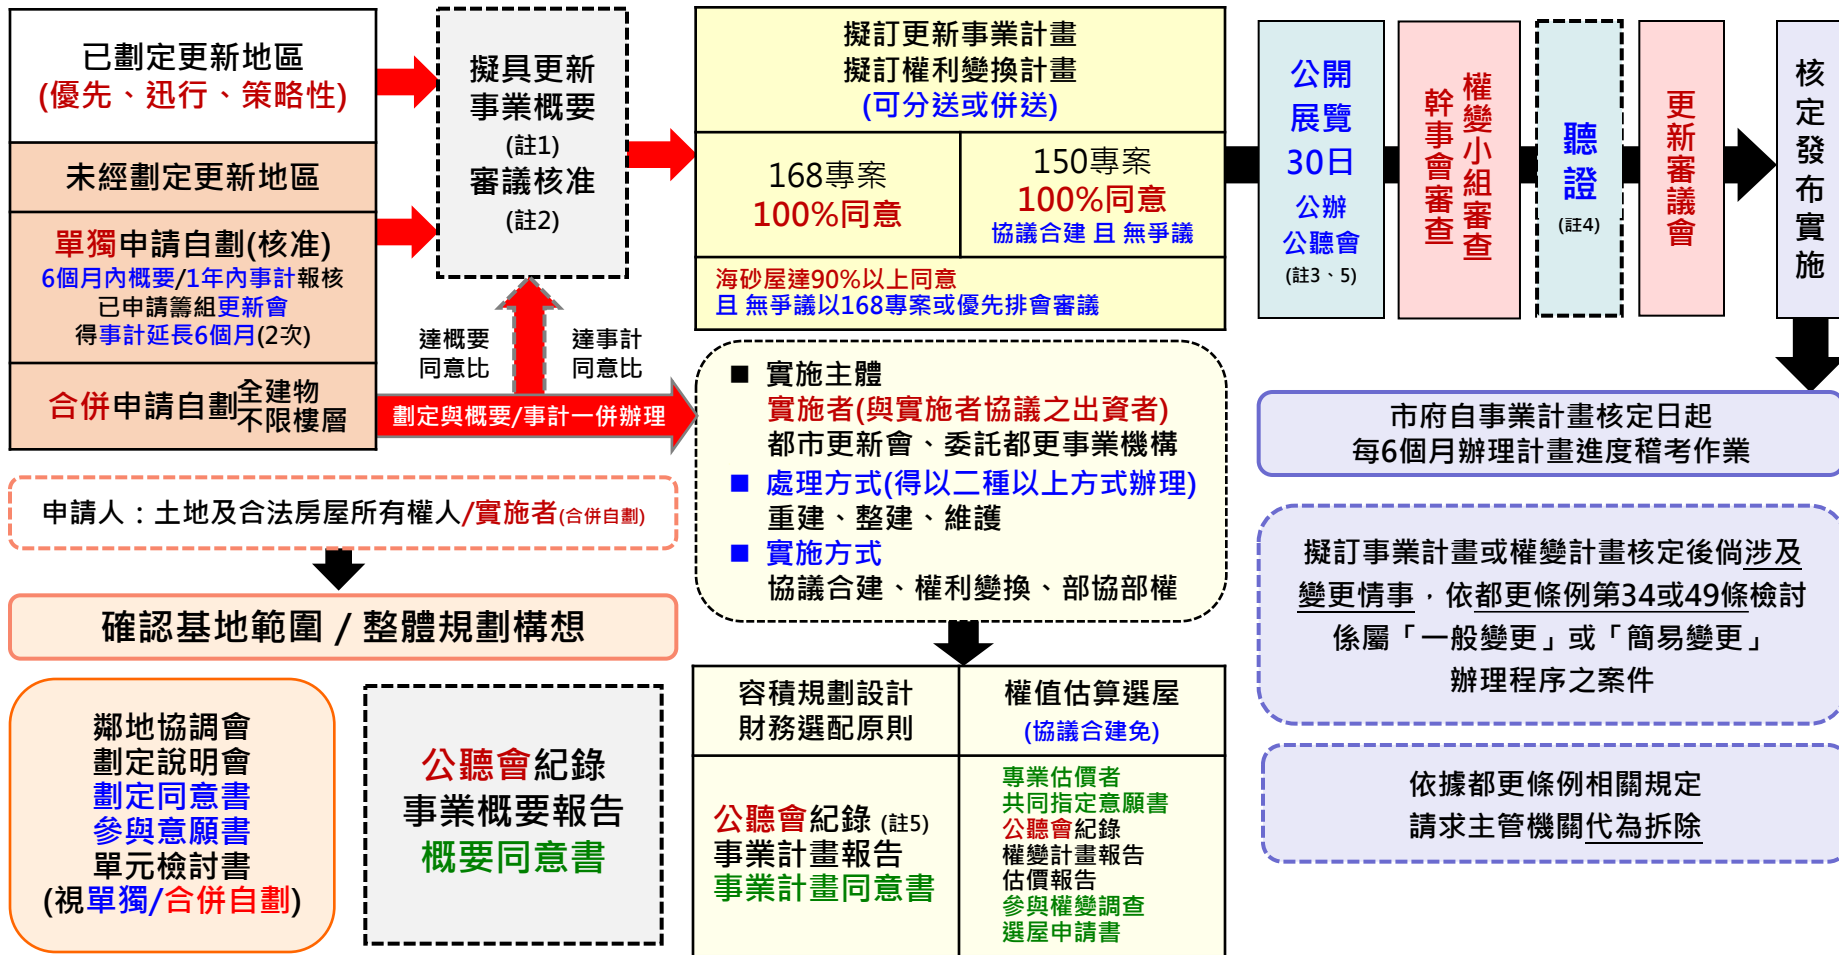 已劃定更新地區
(優先、迅行、策略性)
未經劃定更新地區
單獨申請自劃(核准)
6個月內概要/1年內事計報核
已申請籌組更新會
得事計延長6個月(2次)
合併申請自劃
全建物
不限樓層
擬具更新
事業概要
(註1)
審議核准
(註2)
達概要
同意比
達事計
同意比
劃定與概要/事計一併辦理
申請人：土地及合法房屋所有權人/實施者(合併自劃)
確認基地範圍 / 整體規劃構想
鄰地協調會
劃定說明會
劃定同意書
參與意願書
單元檢討書
(視單獨/合併自劃)
公聽會紀錄
事業概要報告
概要同意書
擬訂更新事業計畫
擬訂權利變換計畫
(可分送或併送)
168專案
100%同意
150專案
100%同意
協議合建 且 無爭議
海砂屋達90%以上同意
且 無爭議以168專案或優先排會審議
■ 實施主體
實施者(與實施者協議之出資者)
都市更新會、委託都更事業機構
■ 處理方式(得以二種以上方式辦理)
重建、整建、維護
■ 實施方式
協議合建、權利變換、部協部權
容積規劃設計
財務選配原則
權值估算選屋
(協議合建免)
公聽會紀錄 (註5)
事業計畫報告
事業計畫同意書
專業估價者
共同指定意願書
公聽會紀錄
權變計畫報告
估價報告
參與權變調查
選屋申請書
公開
展覽
30日
公辦
公聽會
(註3、5)
權變小組審查
幹事會審查
聽證
(註4)
更新審議會
核定發布實施
市府自事業計畫核定日起
每6個月辦理計畫進度稽考作業
擬訂事業計畫或權變計畫核定後倘涉及
變更情事，依都更條例第34或49條檢討
係屬「一般變更」或「簡易變更」
辦理程序之案件
依據都更條例相關規定
請求主管機關代為拆除